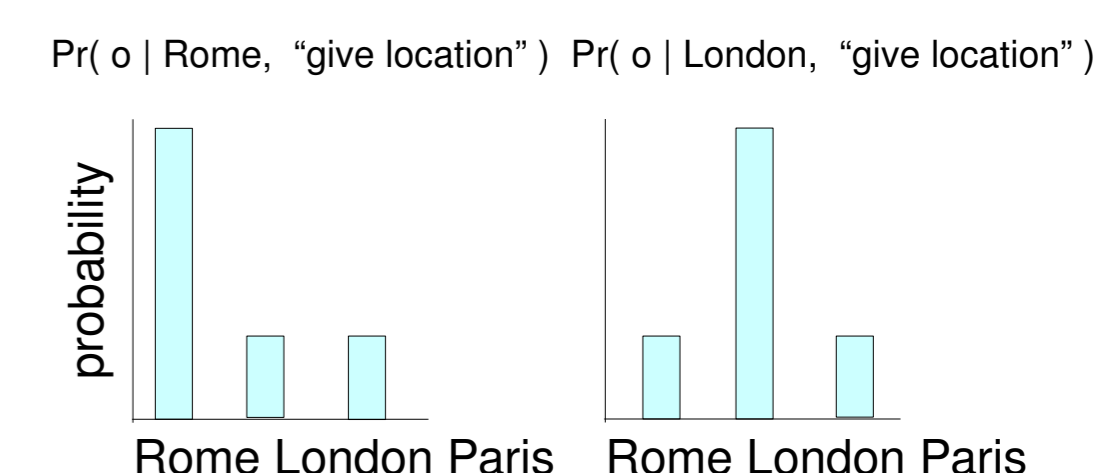 Pr( o | Rome, “give location” )
Pr( o | London, “give location” )
probability
Rome London Paris
Rome London Paris